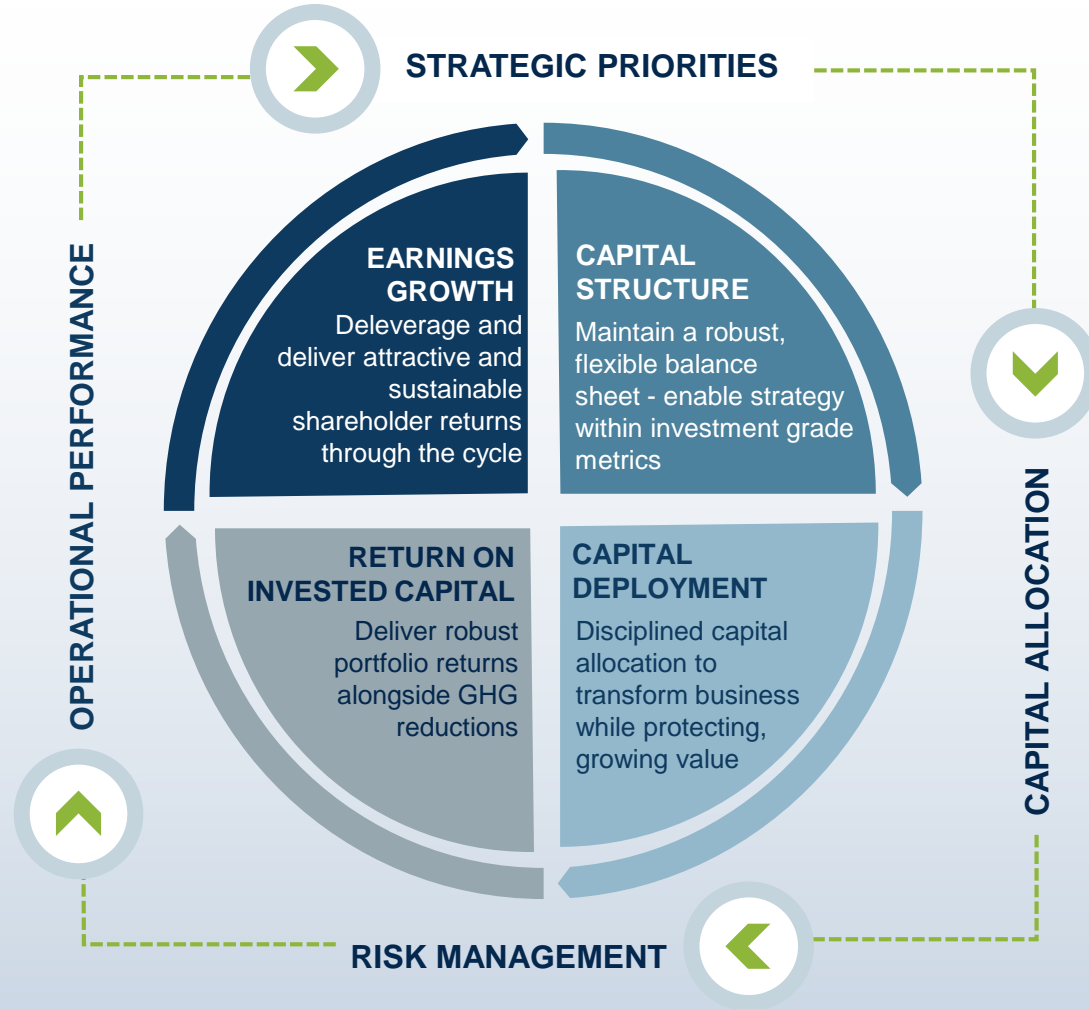 STRATEGIC PRIORITIES
EARNINGS
GROWTH
Deleverage and
deliver attractive and
sustainable
shareholder returns
through the cycle
CAPITAL
STRUCTURE
Maintain a robust,
flexible balance
sheet - enable strategy
within investment grade
metrics
OPERATIONAL PERFORMANCE
CAPITAL ALLOCATION
RETURN ON
INVESTED CAPITAL
Deliver robust
portfolio returns
alongside GHG
reductions
CAPITAL
DEPLOYMENT
Disciplined capital
allocation to
transform business
while protecting,
growing value
RISK MANAGEMENT